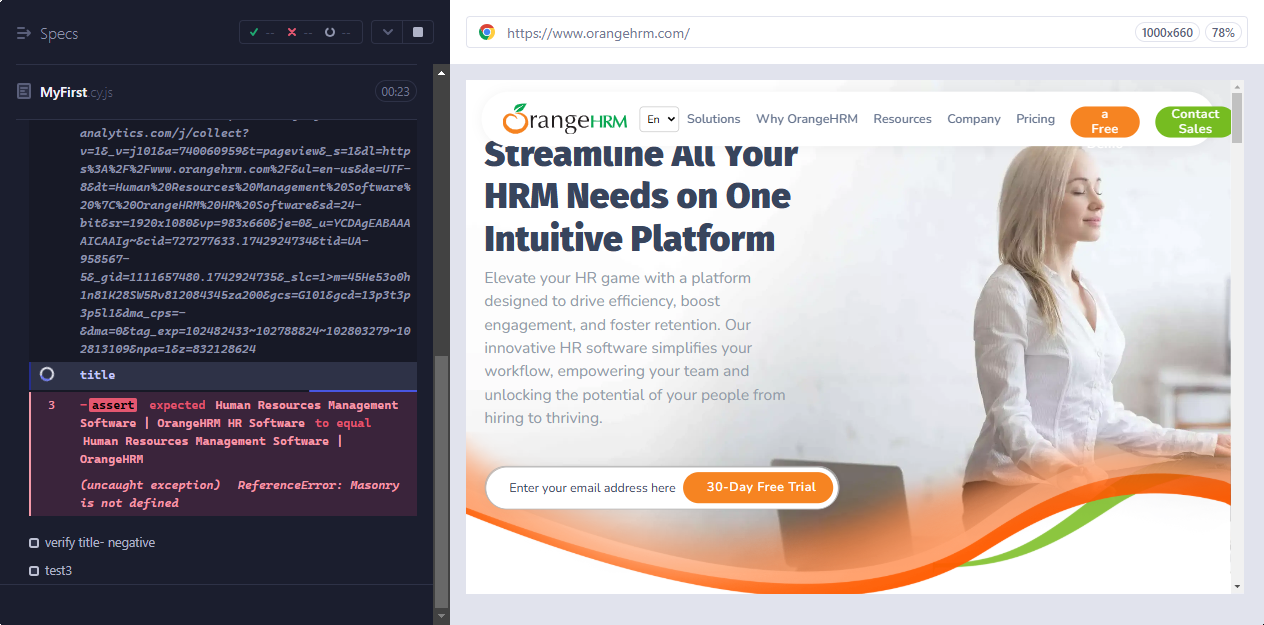 Specs
-- -- --
MyFirst.cy.js
00:23
analytics.com/j/collect?
v=1&_v=j101&a=740060959&t=pageview&_s=1&dl=http
s%3A%2F%2Fwww.orangehrm.com%2F&ul=en-us&de=UTF-
8&dt=Human%20Resources%20Management%20Software%
20%7C%20OrangeHRM%20HR%20Software&sd=24-
bit&sr=1920x1080&vp=983x660&je=0&_u=YCDAgEABAAA
AICAAIg~&cid=727277633.1742924734&tid=UA-
958567-
5&_gid=1111657480.1742924735&_slc=1>m=45He53o0h
1n81K28SW5Rv812084345za200&gcs=G101&gcd=13p3t3p
3p5l1&dma_cps=-
&dma=0&tag_exp=102482433~102788824~102803279~10
2813109&npa=1&z=832128624
title
3 -assert expected Human Resources Management
Software | OrangeHRM HR Software to equal
Human Resources Management Software |
OrangeHRM
(uncaught exception) ReferenceError: Masonry
is not defined
verify title- negative
test3
https://www.orangehrm.com/
1000x660
78%
OrangeHRM
En
Solutions
Why OrangeHRM
Resources
Company
Pricing
a
Free
Contact
Sales
Streamline All Your
HRM Needs on One
Intuitive Platform
Elevate your HR game with a platform
designed to drive efficiency, boost
engagement, and foster retention. Our
innovative HR software simplifies your
workflow, empowering your team and
unlocking the potential of your people from
hiring to thriving.
Enter your email address here
30-Day Free Trial